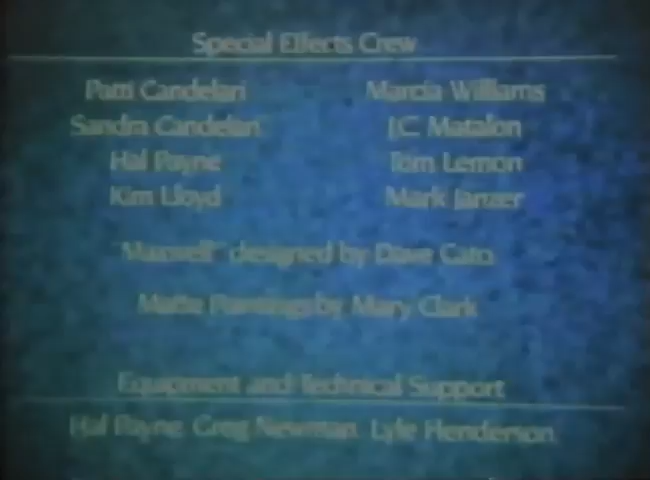 Special Effects Crew
Patti Candelari Marcia Williams
Sandra Candelari J.C. Matalon
Hal Payne Tom Lemon
Kim Lloyd Mark Janzer
"Maxwell" designed by Dave Cato
Matte Paintings by Mary Clark
Equipment and Technical Support
Hal Payne Greg Newman Lyle Henderson